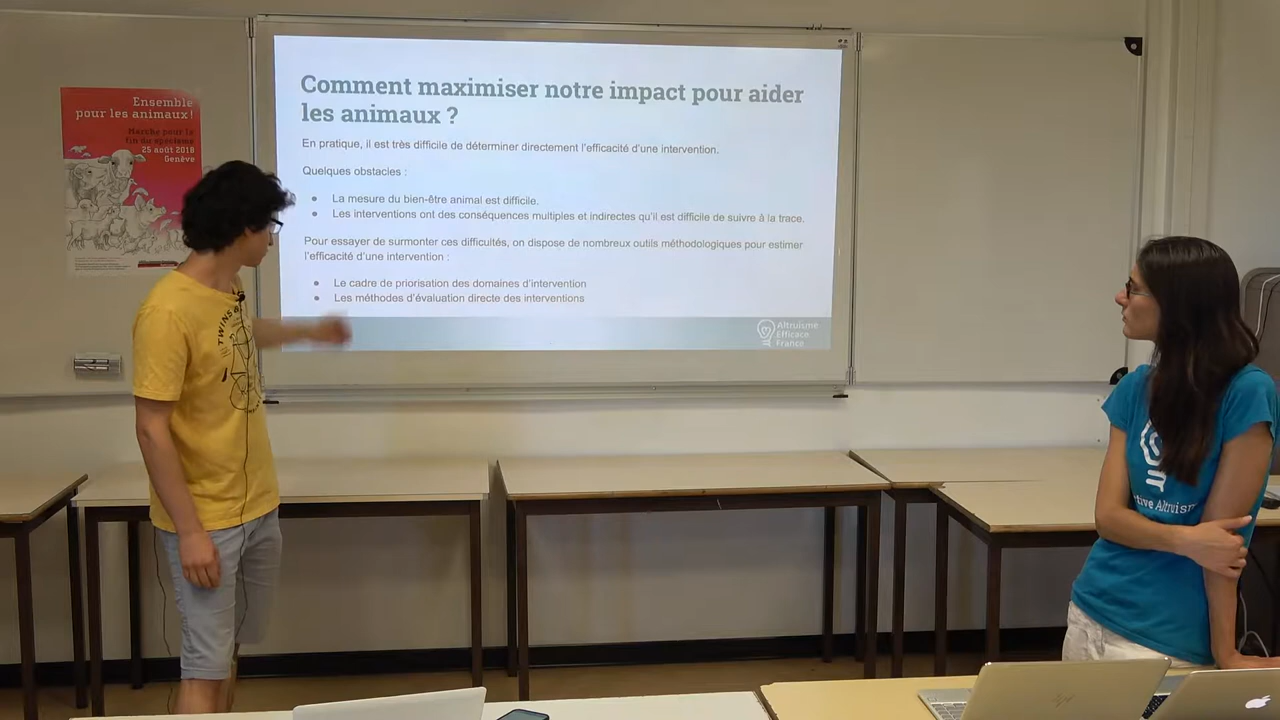 Comment maximiser notre impact pour aider
les animaux ?
En pratique, il est très difficile de déterminer directement l'efficacité d'une intervention.
Quelques obstacles :
● La mesure du bien-être animal est difficile.
● Les interventions ont des conséquences multiples et indirectes qu'il est difficile de suivre à la trace.
Pour essayer de surmonter ces difficultés, on dispose de nombreux outils méthodologiques pour estimer
l'efficacité d'une intervention :
● Le cadre de priorisation des domaines d'intervention
● Les méthodes d'évaluation directe des interventions
Altruisme
Efficace
France
Ensemble
pour les animaux!
Marche pour la
fin du spécisme
25 août 2018
Genève
TWINS
tive Altruism